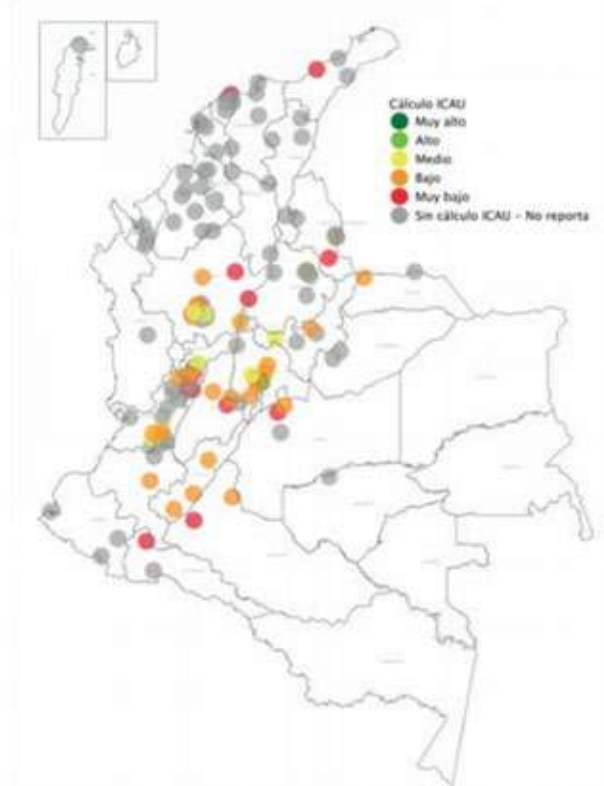 Cálculo ICAU
Muy alto
Alto
Medio
Bajo
Muy bajo
Sin cálculo ICAU - No reporta